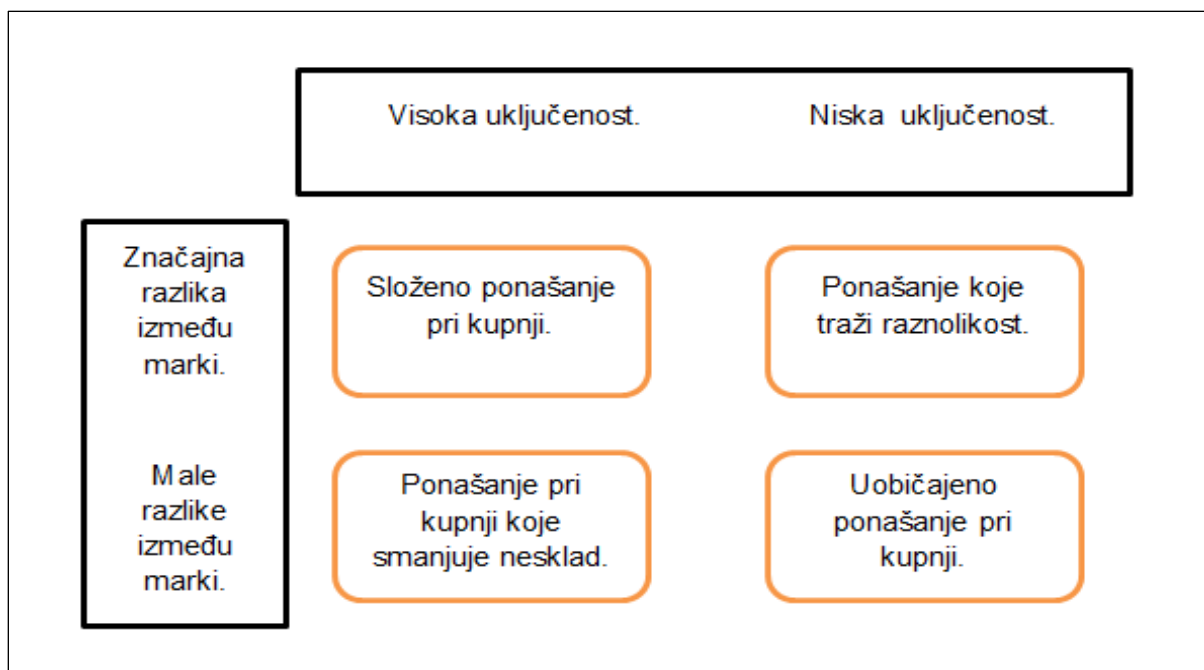 Visoka uključenost.
Niska  uključenost.
Značajna
razlika
između
marki.
Složeno ponašanje
pri kupnji.
Ponašanje koje
traži raznolikost.
Male
razlike
između
marki.
Ponašanje pri
kupnji koje
smanjuje nesklad.
Uobičajeno
ponašanje pri
kupnji.